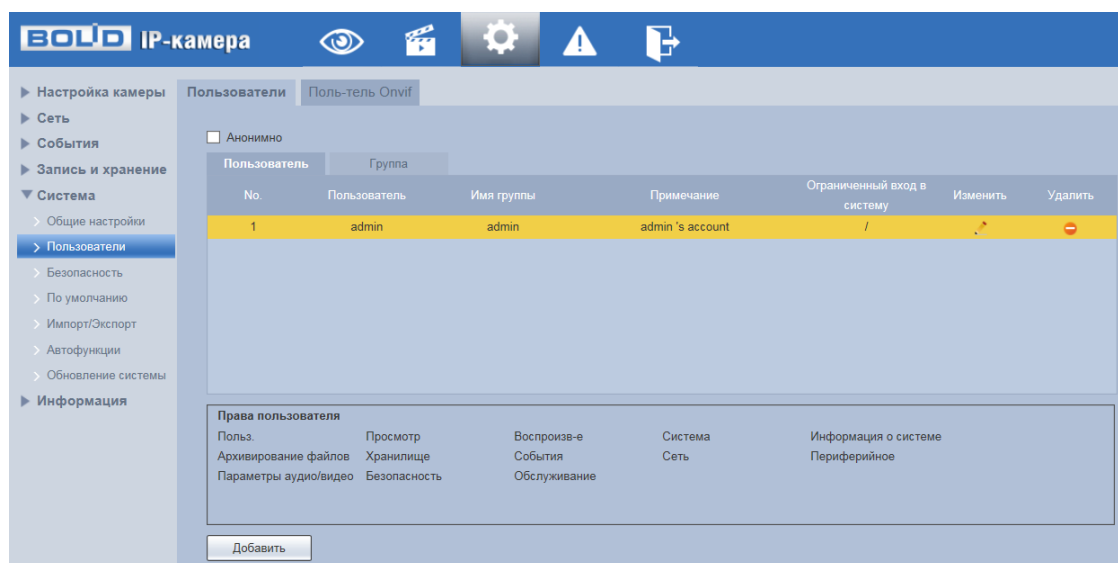 BOLID IP-камера
Настройка камеры
Сеть
События
Запись и хранение
Система
Общие настройки
Пользователи
Безопасность
По умолчанию
Импорт/Экспорт
Автофункции
Обновление системы
Информация
Пользователи Поль-тель Onvif
Анонимно
Пользователь Группа
No. Пользователь Имя группы Примечание Ограниченный вход в систему Изменить Удалить
1 admin admin admin 's account /
Права пользователя
Польз. Просмотр Воспроизв-е Система Информация о системе
Архивирование файлов Хранилище События Сеть Периферийное
Параметры аудио/видео Безопасность Обслуживание
Добавить